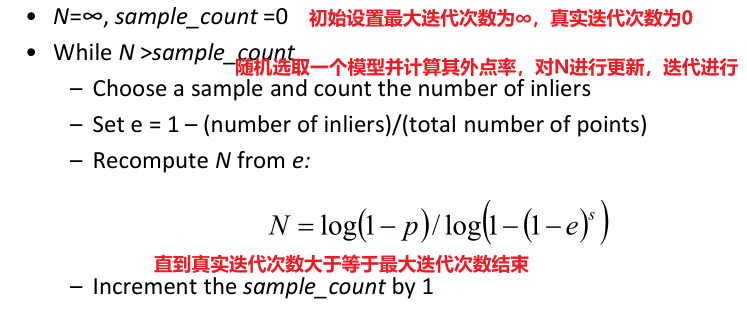 • N=∞, sample_count =0 初始设置最大迭代次数为∞，真实迭代次数为0
• While N >sample_count
随机选取一个模型并计算其外点率，对N进行更新，迭代进行
– Choose a sample and count the number of inliers
– Set e = 1 – (number of inliers)/(total number of points)
– Recompute N from e:
N = log(1 − p)/log(1 − (1 − e)^s)
直到真实迭代次数大于等于最大迭代次数结束
– Increment the sample_count by 1